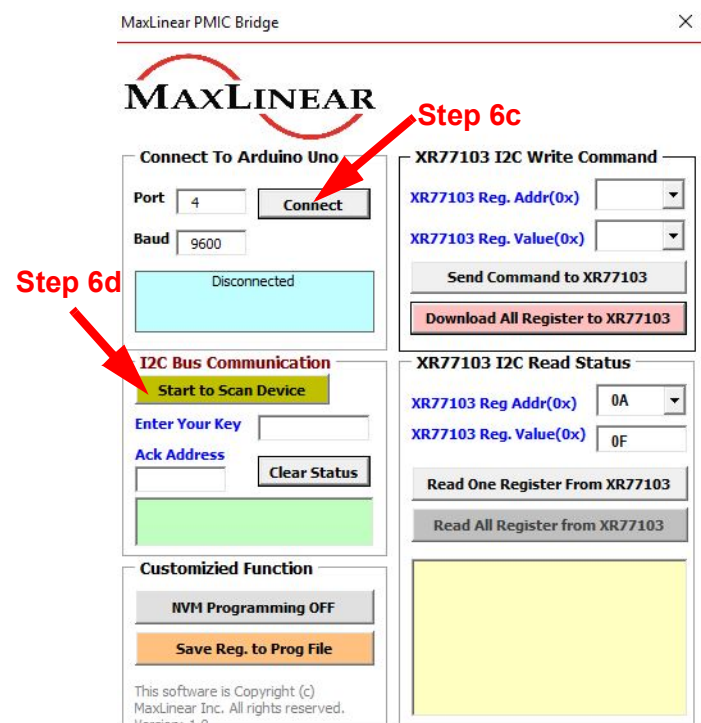 MaxLinear PMIC Bridge
MAXLINEAR
Step 6c
Connect To Arduino Uno
Port 4 Connect
Baud 9600
Step 6d
Disconnected
I2C Bus Communication
Start to Scan Device
Enter Your Key
Ack Address
Clear Status
Customizied Function
NVM Programming OFF
Save Reg. to Prog File
This software is Copyright (c)
MaxLinear Inc. All rights reserved.
XR77103 I2C Write Command
XR77103 Reg. Addr(0x)
XR77103 Reg. Value(0x)
Send Command to XR77103
Download All Register to XR77103
XR77103 I2C Read Status
XR77103 Reg Addr(0x) 0A
XR77103 Reg. Value(0x) 0F
Read One Register From XR77103
Read All Register from XR77103